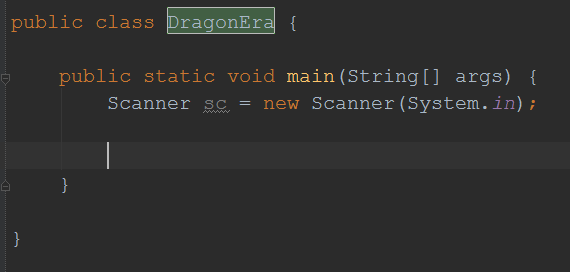 public class DragonEra {
public static void main(String[] args) {
Scanner sc = new Scanner(System.in);
}
}